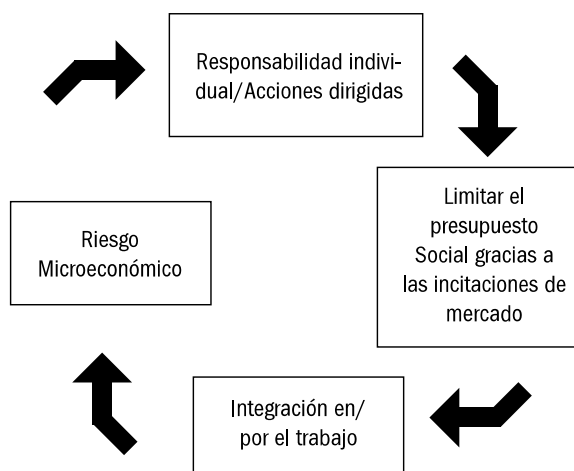 Responsabilidad indivi-
dual/Acciones dirigidas
Limitar el
presupuesto
Social gracias a
las incitaciones de
mercado
Riesgo
Microeconómico
Integración en/
por el trabajo